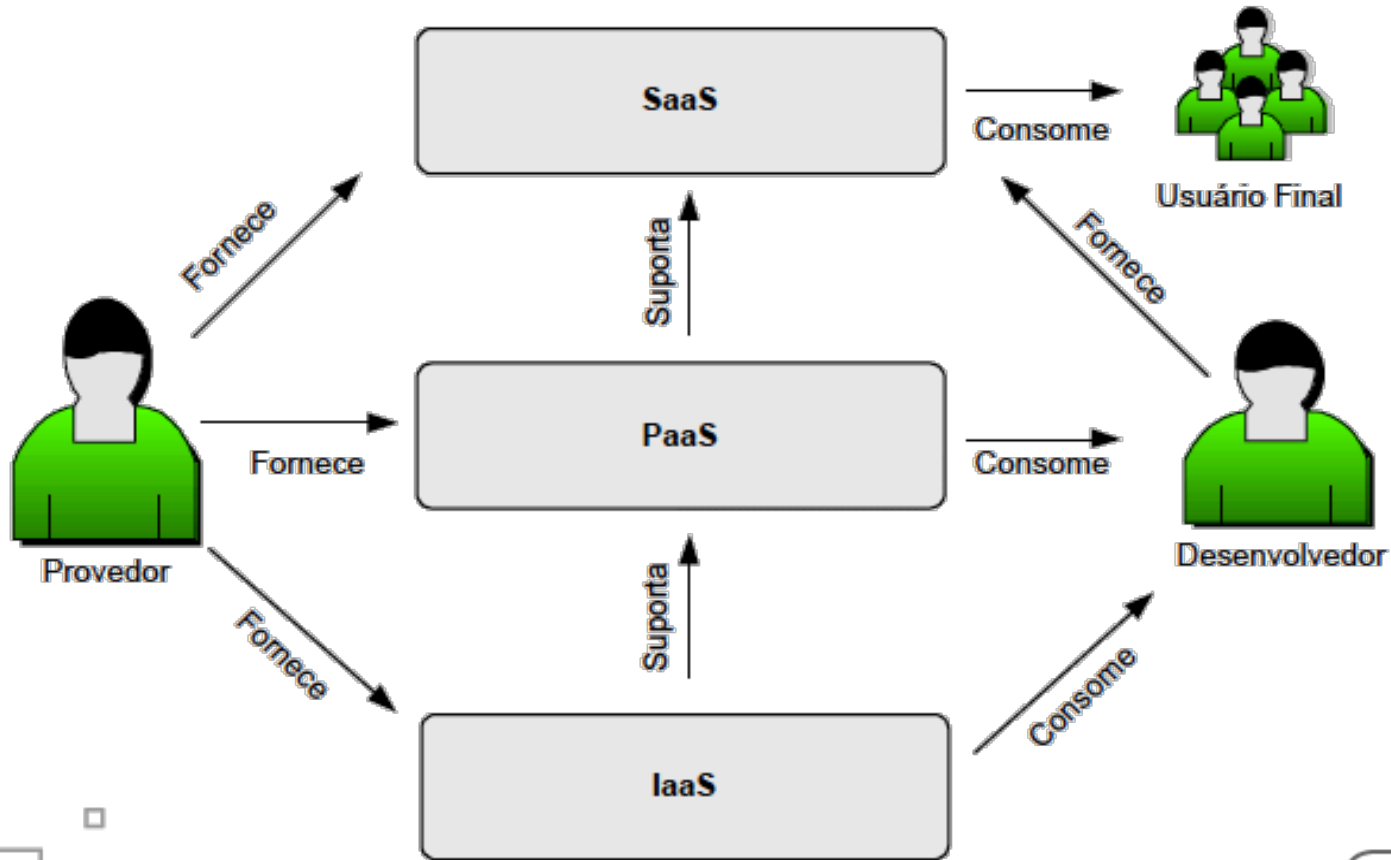 SaaS
Consome
Usuário Final
Fornece
Suporta
Fornece
PaaS
Fornece
Consome
Provedor
Desenvolvedor
Fornece
Suporta
Consome
IaaS